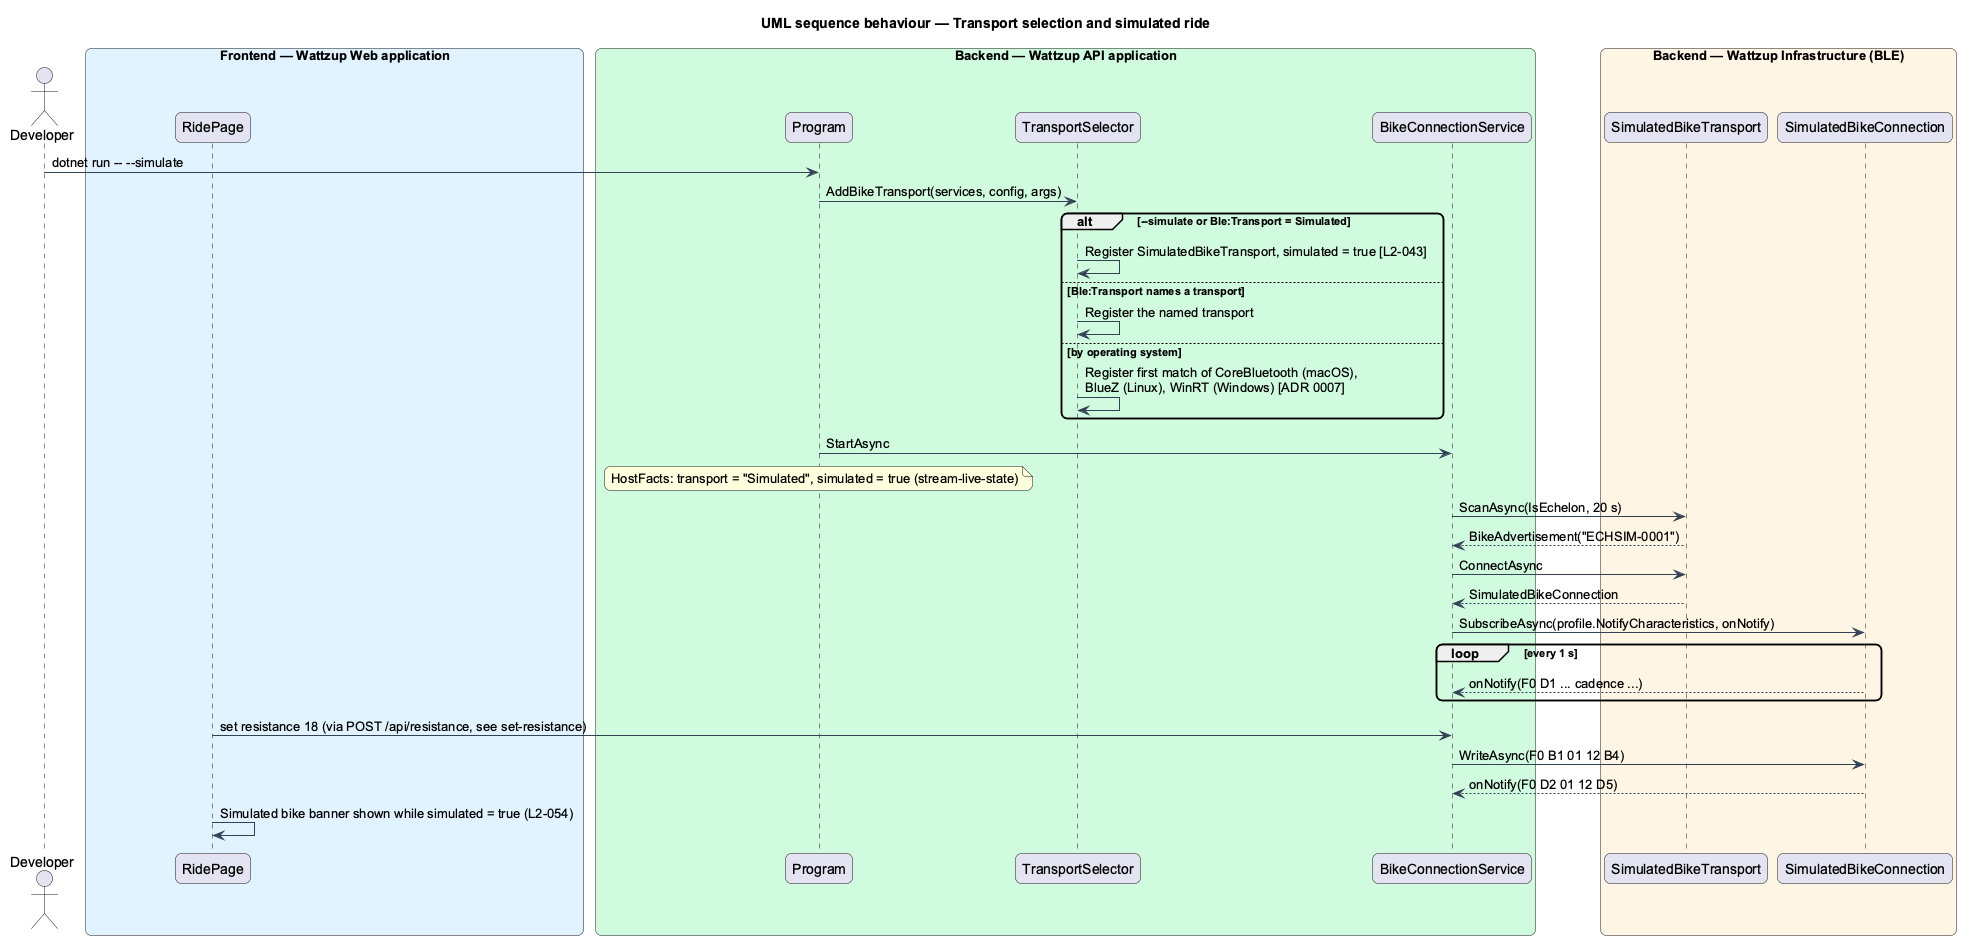 UML sequence behaviour — Transport selection and simulated ride
Frontend — Wattzup Web application
Backend — Wattzup API application
Backend — Wattzup Infrastructure (BLE)
Developer
RidePage
Program
TransportSelector
BikeConnectionService
SimulatedBikeTransport
SimulatedBikeConnection
dotnet run -- --simulate
AddBikeTransport(services, config, args)
alt
[--simulate or Ble:Transport = Simulated]
Register SimulatedBikeTransport, simulated = true [L2-043]
[Ble:Transport names a transport]
Register the named transport
[by operating system]
Register first match of CoreBluetooth (macOS),
BlueZ (Linux), WinRT (Windows) [ADR 0007]
StartAsync
HostFacts: transport = "Simulated", simulated = true (stream-live-state)
ScanAsync(IsEchelon, 20 s)
BikeAdvertisement("ECHSIM-0001")
ConnectAsync
SimulatedBikeConnection
SubscribeAsync(profile.NotifyCharacteristics, onNotify)
loop
[every 1 s]
onNotify(F0 D1 ... cadence ...)
set resistance 18 (via POST /api/resistance, see set-resistance)
WriteAsync(F0 B1 01 12 B4)
onNotify(F0 D2 01 12 D5)
Simulated bike banner shown while simulated = true (L2-054)
Developer
RidePage
Program
TransportSelector
BikeConnectionService
SimulatedBikeTransport
SimulatedBikeConnection